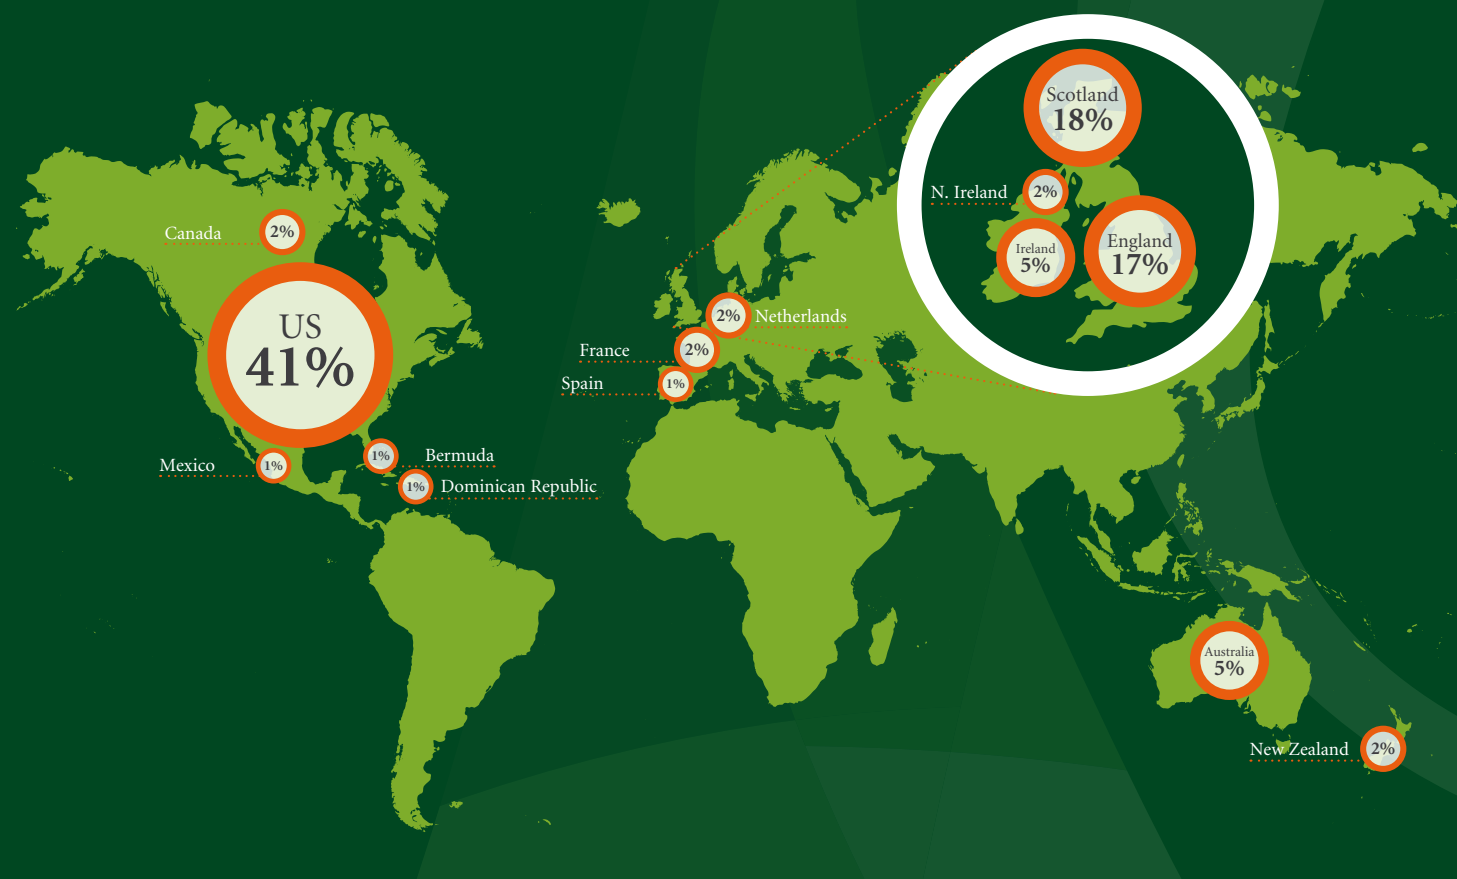 Scotland
18%
N. Ireland
2%
Ireland
5%
England
17%
Canada
2%
US
41%
Netherlands
2%
France
2%
Spain
1%
Mexico
1%
Bermuda
1%
Dominican Republic
1%
Australia
5%
New Zealand
2%